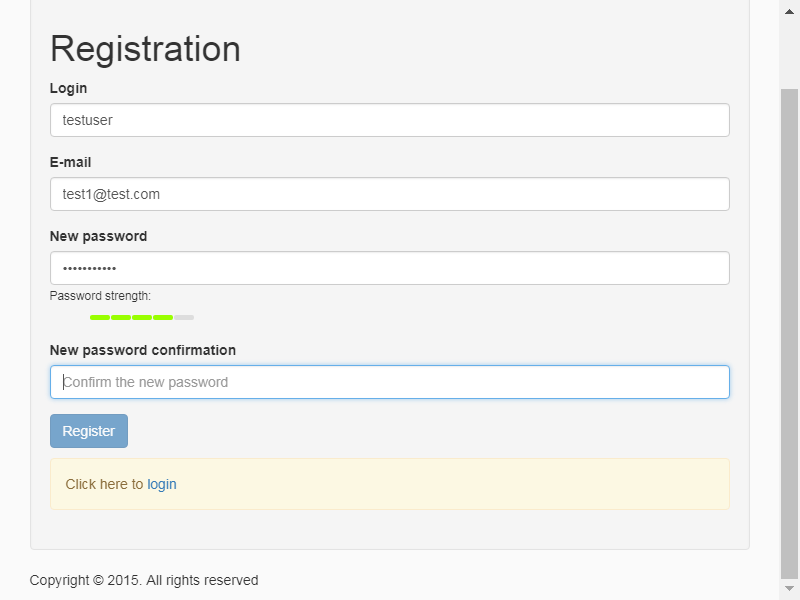 Registration
Login
testuser
E-mail
test1@test.com
New password
•••••••••••
Password strength:
New password confirmation
Confirm the new password
Register
Click here to login
Copyright © 2015. All rights reserved